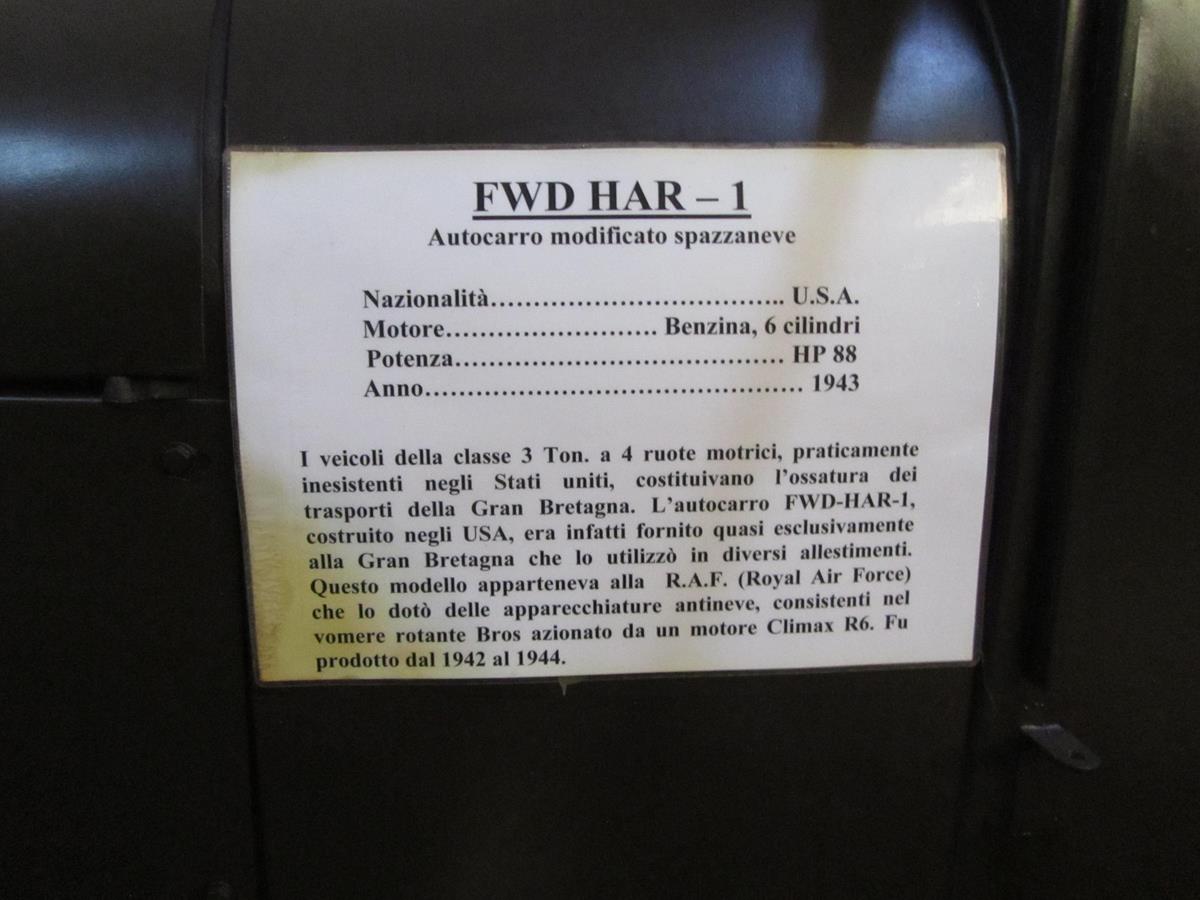 FWD HAR – 1
Autocarro modificato spazzaneve
Nazionalità……………………………... U.S.A.
Motore……………………. Benzina, 6 cilindri
Potenza………………………………… HP 88
Anno……………………………………… 1943
I veicoli della classe 3 Ton. a 4 ruote motrici, praticamente
inesistenti negli Stati uniti, costituivano l’ossatura dei
trasporti della Gran Bretagna. L’autocarro FWD-HAR-1,
costruito negli USA, era infatti fornito quasi esclusivamente
alla Gran Bretagna che lo utilizzò in diversi allestimenti.
Questo modello apparteneva alla R.A.F. (Royal Air Force)
che lo dotò delle apparecchiature antineve, consistenti nel
vomere rotante Bros azionato da un motore Climax R6. Fu
prodotto dal 1942 al 1944.